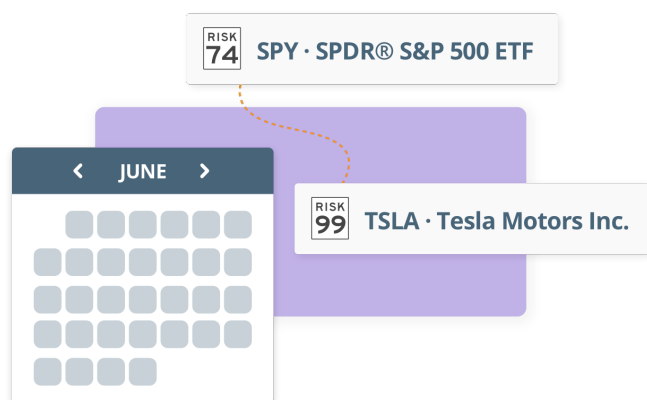 RISK
74
SPY · SPDR® S&P 500 ETF
JUNE
RISK
99
TSLA · Tesla Motors Inc.